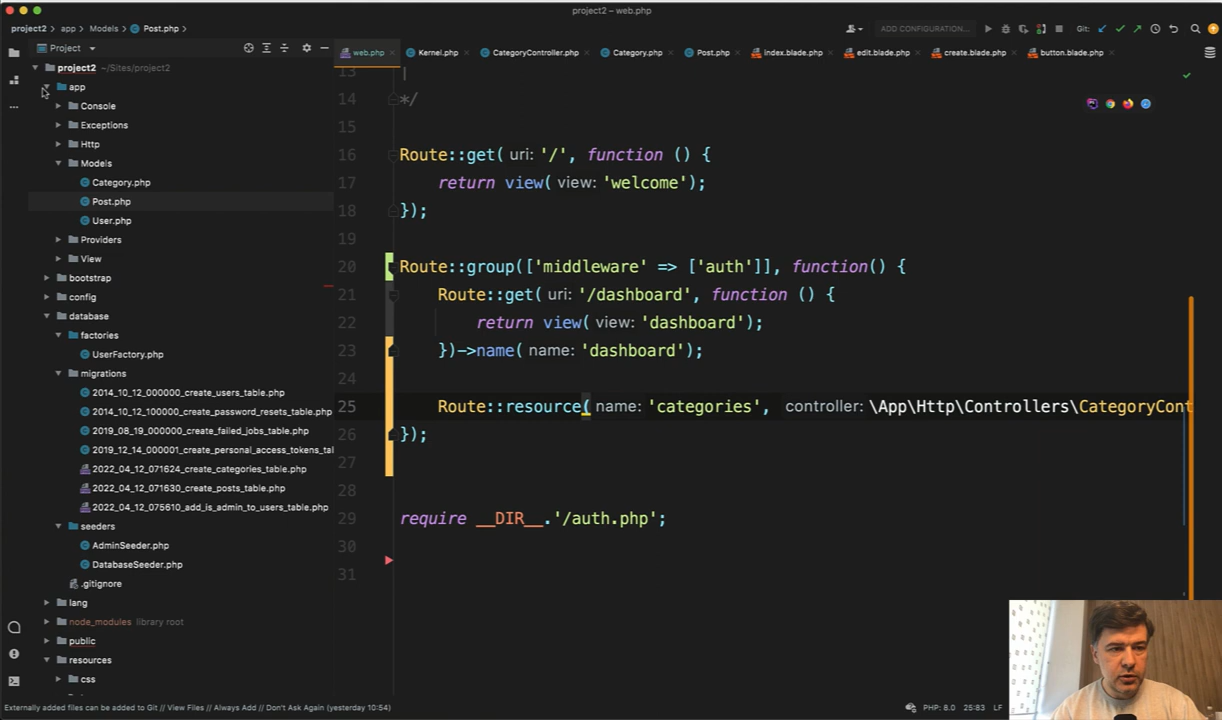 project2 – web.php
project2 > app > Models > Post.php
ADD CONFIGURATION... Git:
Project
web.php Kernel.php CategoryController.php Category.php Post.php index.blade.php edit.blade.php create.blade.php button.blade.php
project2 ~/Sites/project2
app
Console
Exceptions
Http
Models
Category.php
Post.php
User.php
Providers
View
bootstrap
config
database
factories
UserFactory.php
migrations
2014_10_12_000000_create_users_table.php
2014_10_12_100000_create_password_resets_table.php
2019_08_19_000000_create_failed_jobs_table.php
2019_12_14_000001_create_personal_access_tokens_tal
2022_04_12_071624_create_categories_table.php
2022_04_12_071630_create_posts_table.php
2022_04_12_075610_add_is_admin_to_users_table.php
seeders
AdminSeeder.php
DatabaseSeeder.php
.gitignore
lang
node_modules library root
public
resources
css
13 |
14 */
15
16 Route::get( uri: '/', function () {
17 return view( view: 'welcome');
18 });
19
20 Route::group(['middleware' => ['auth']], function() {
21 Route::get( uri: '/dashboard', function () {
22 return view( view: 'dashboard');
23 })->name( name: 'dashboard');
24
25 Route::resource( name: 'categories', controller: \App\Http\Controllers\CategoryCont
26 });
27
28
29 require __DIR__.'/auth.php';
30
31
Externally added files can be added to Git // View Files // Always Add // Don't Ask Again (yesterday 10:54)
PHP: 8.0 25:83 LF